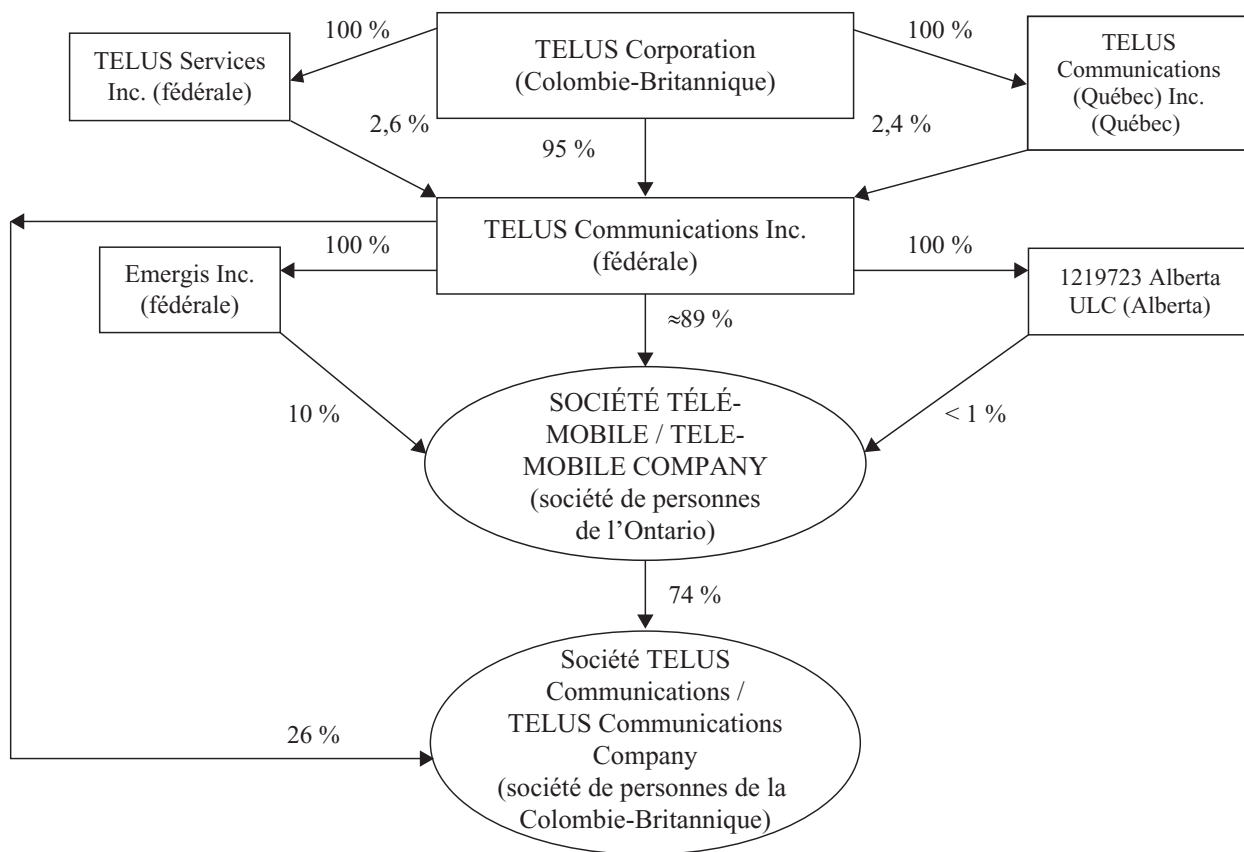 100 %
TELUS Services
Inc. (fédérale)
TELUS Corporation
(Colombie-Britannique)
100 %
TELUS
Communications
(Québec) Inc.
(Québec)
2,6 %
95 %
2,4 %
TELUS Communications Inc.
(fédérale)
100 %
100 %
Emergis Inc.
(fédérale)
1219723 Alberta
ULC (Alberta)
≈89 %
10 %
SOCIÉTÉ TÉLÉ-
MOBILE / TELE-
MOBILE COMPANY
(société de personnes
de l’Ontario)
< 1 %
74 %
Société TELUS
Communications /
TELUS Communications
Company
(société de personnes de la
Colombie-Britannique)
26 %